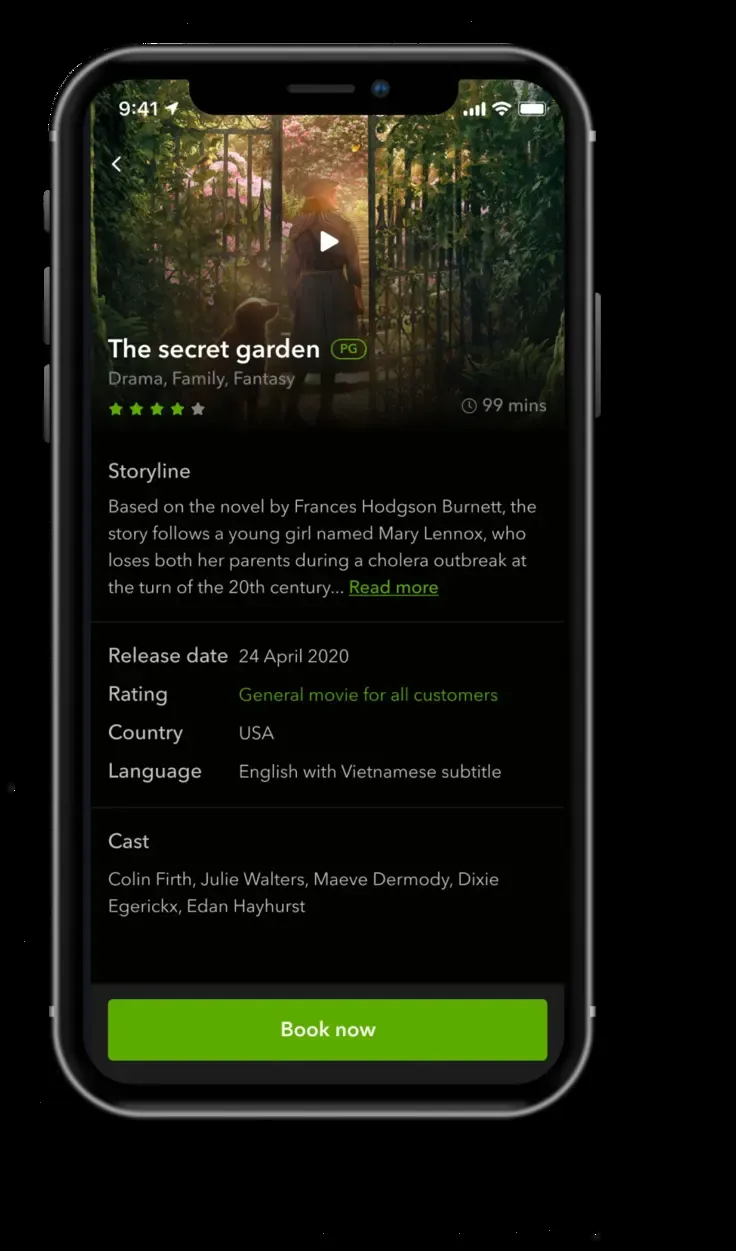 9:41
The secret garden PG
Drama, Family, Fantasy
99 mins
Storyline
Based on the novel by Frances Hodgson Burnett, the
story follows a young girl named Mary Lennox, who
loses both her parents during a cholera outbreak at
the turn of the 20th century... Read more
Release date 24 April 2020
Rating General movie for all customers
Country USA
Language English with Vietnamese subtitle
Cast
Colin Firth, Julie Walters, Maeve Dermody, Dixie
Egerickx, Edan Hayhurst
Book now